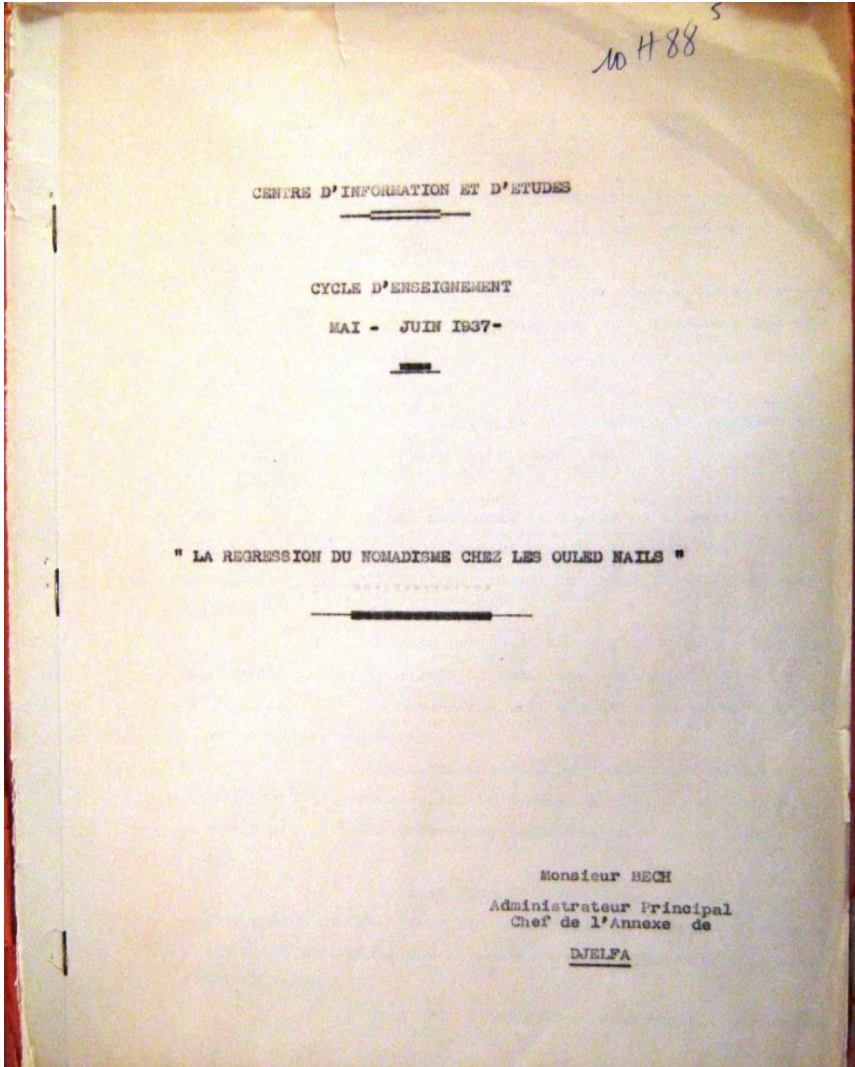 10 H 88 5
CENTRE D'INFORMATION ET D'ETUDES
CYCLE D'ENSEIGNEMENT
MAI - JUIN 1937-
" LA REGRESSION DU NOMADISME CHEZ LES OULED NAILS "
Monsieur BECH
Administrateur Principal
Chef de l'Annexe de
DJELFA